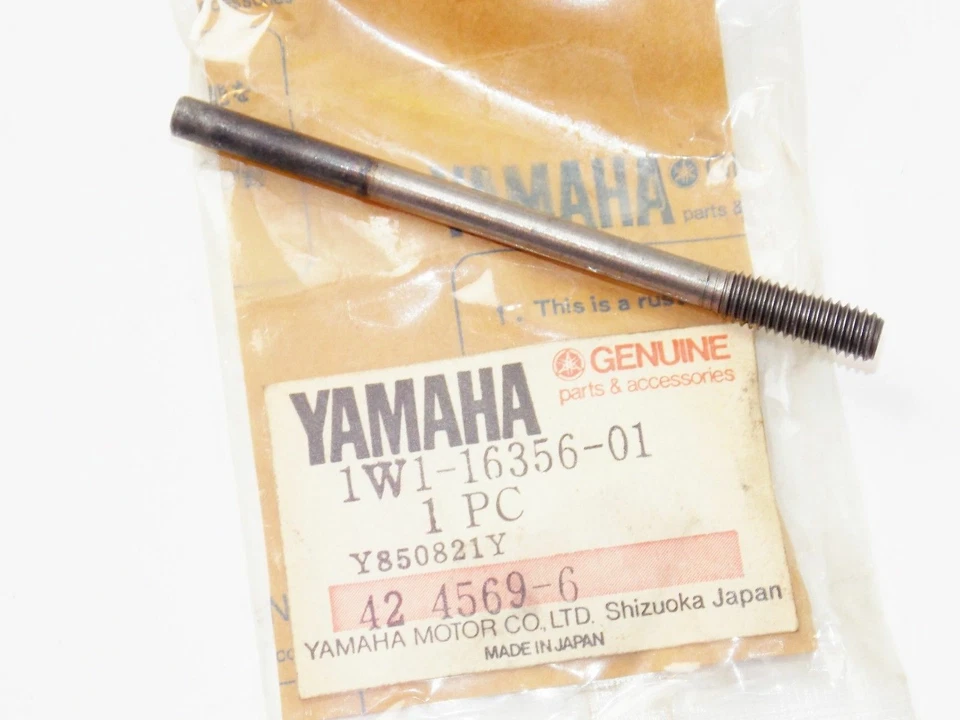 YAMAHA
parts &
1. This is a rus
YAMAHA
GENUINE
parts & accessories
1W1-16356-01
1 PC
Y850821Y
42 4569-6
YAMAHA MOTOR CO., LTD. Shizuoka Japan
MADE IN JAPAN